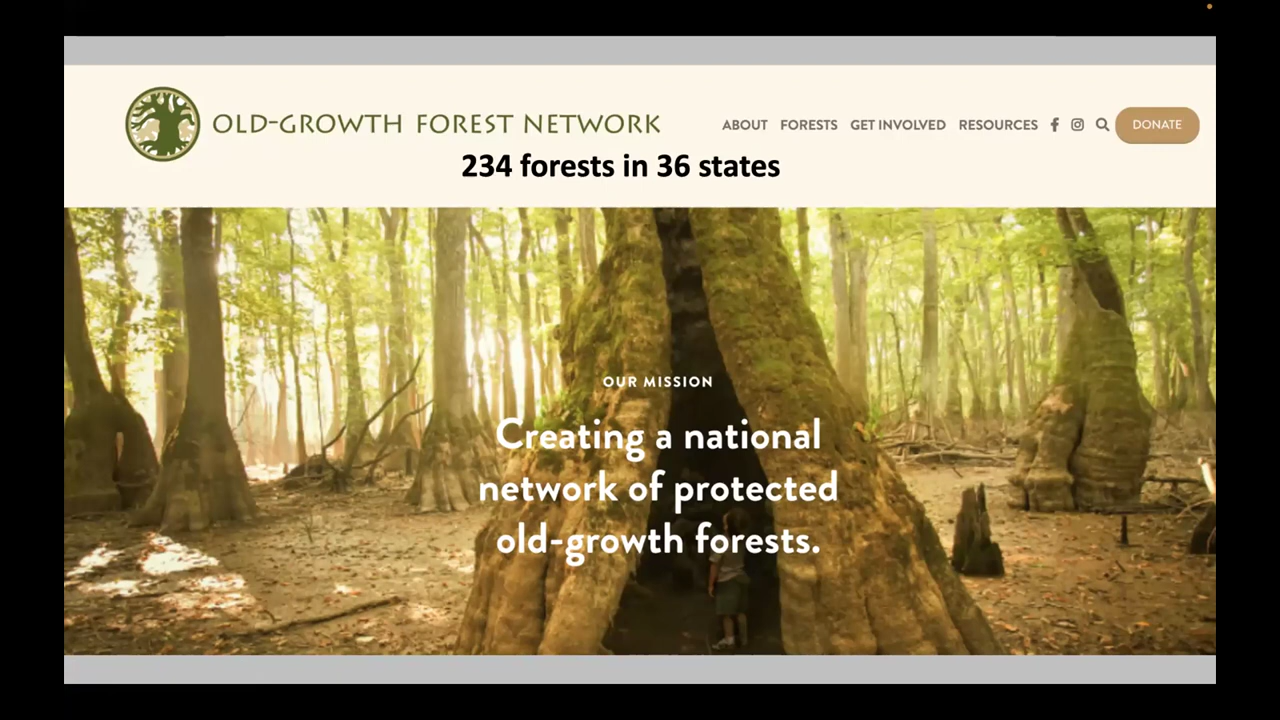 OLD-GROWTH FOREST NETWORK
ABOUT FORESTS GET INVOLVED RESOURCES DONATE
234 forests in 36 states
OUR MISSION
Creating a national
network of protected
old-growth forests.